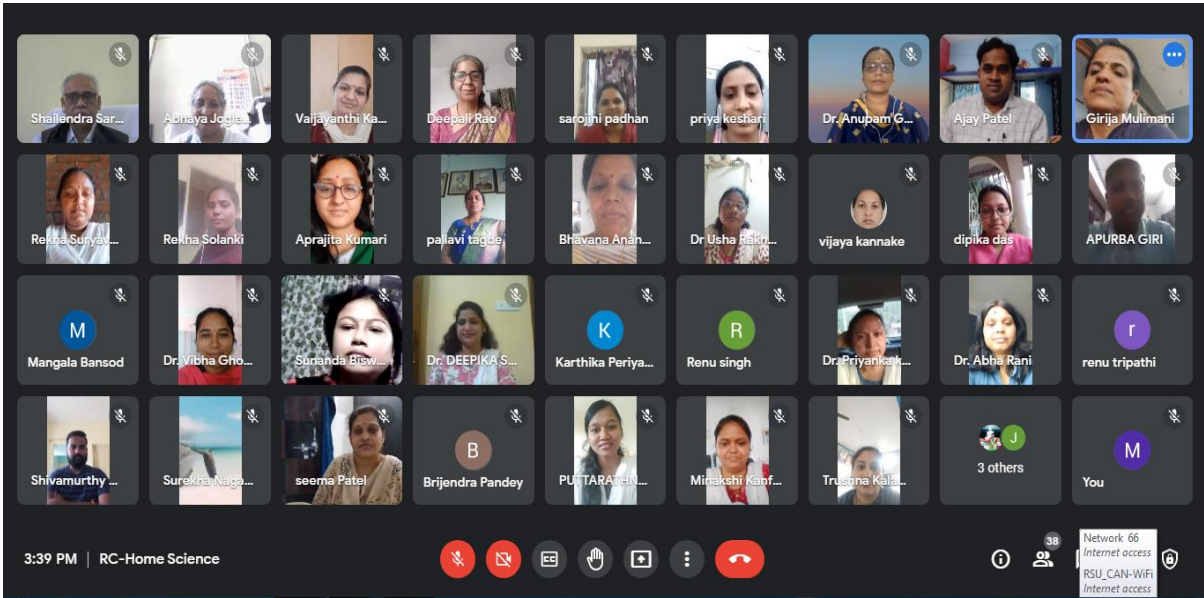 Shailendra Sar...
Abhaya Jogle...
Vaijayanthi Ka...
Deepali Rao
sarojini padhan
priya keshari
Dr. Anupam G...
Ajay Patel
Girija Mulimani
Rekha Suryav...
Rekha Solanki
Aprajita Kumari
pallavi tagde
Bhavana Anan...
Dr Usha Rakh...
vijaya kannake
dipika das
APURBA GIRI
M
Mangala Bansod
Dr. Vibha Gho...
Sunanda Bisw...
Dr. DEEPIKA S...
K
Karthika Periya...
R
Renu singh
Dr. Priyanka k...
Dr. Abha Rani
r
renu tripathi
Shivamurthy ...
Surekha Naga...
seema Patel
B
Brijendra Pandey
PUTTARATHN...
Minakshi Kanf...
Trushna Kala...
J
3 others
M
You
3:39 PM | RC-Home Science
CC
38
Network 66
Internet access
RSU_CAN-WiFi
Internet access